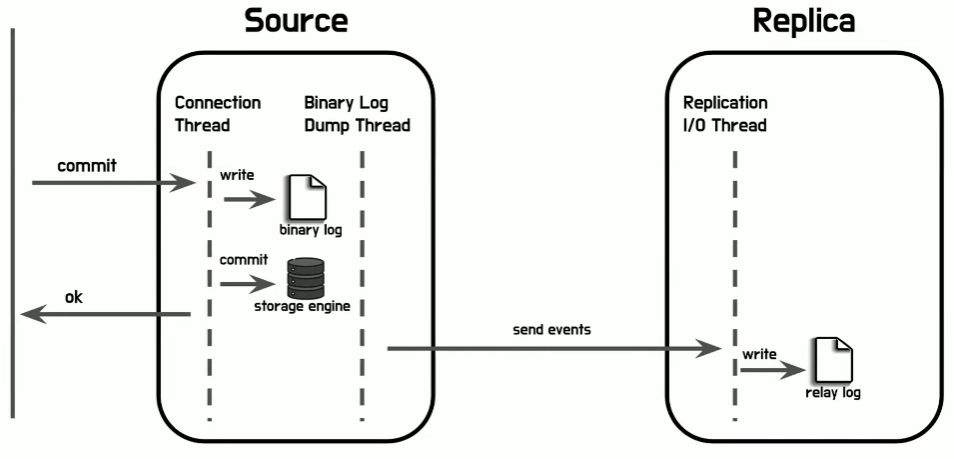 Source
Replica
Connection
Thread
Binary Log
Dump Thread
Replication
I/O Thread
commit
write
binary log
commit
storage engine
ok
send events
write
relay log